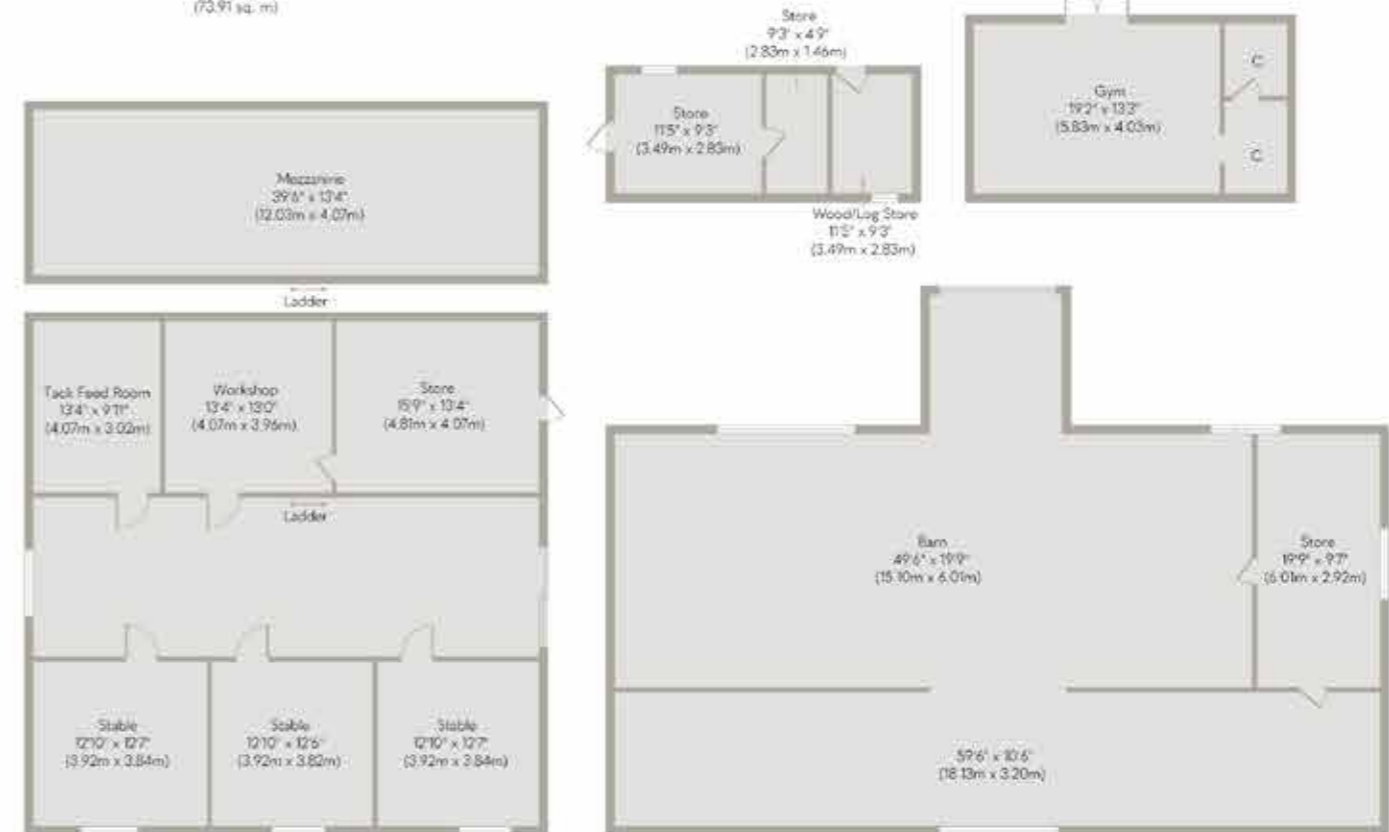 (73.91 sq. m)
Store
9'3" x 4'9"
(2.83m x 1.46m)
Store
11'5" x 9'3"
(3.49m x 2.83m)
Wood/Log Store
11'5" x 9'3"
(3.49m x 2.83m)
Gym
19'2" x 13'3"
(5.83m x 4.03m)
C
C
Mezzanine
39'6" x 13'4"
(12.03m x 4.07m)
Ladder
Tack Feed Room
13'4" x 9'11"
(4.07m x 3.02m)
Workshop
13'4" x 13'0"
(4.07m x 3.96m)
Store
15'9" x 13'4"
(4.81m x 4.07m)
Ladder
Stable
12'10" x 12'7"
(3.92m x 3.84m)
Stable
12'10" x 12'6"
(3.92m x 3.82m)
Stable
12'10" x 12'7"
(3.92m x 3.84m)
Barn
49'6" x 19'9"
(15.10m x 6.01m)
Store
19'9" x 9'7"
(6.01m x 2.92m)
59'6" x 10'6"
(18.13m x 3.20m)